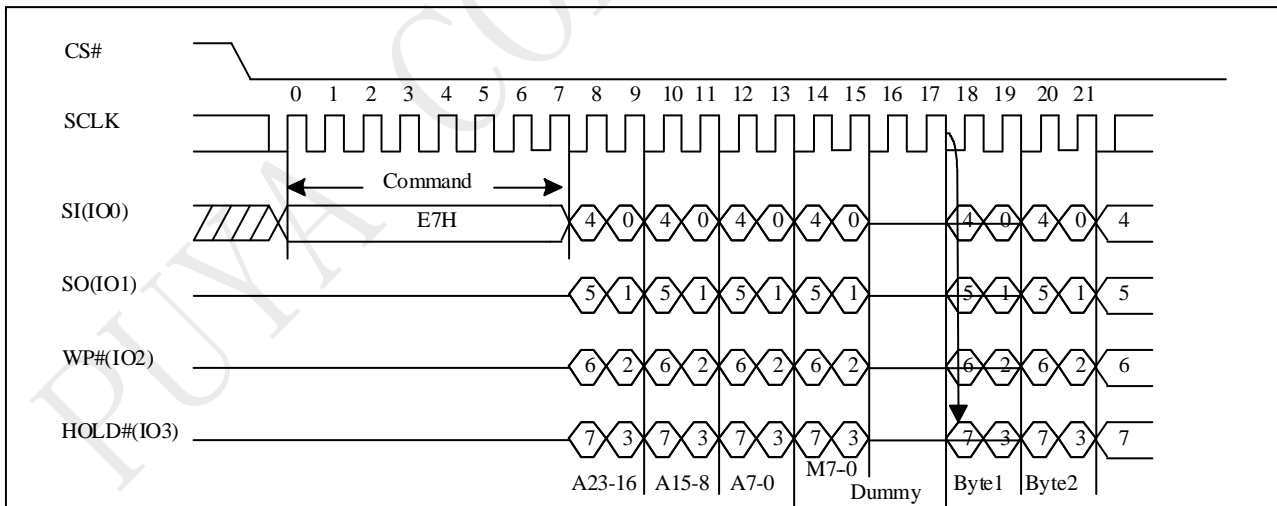 CS#
0 1 2 3 4 5 6 7 8 9 10 11 12 13 14 15 16 17 18 19 20 21
SCLK
Command
SI(IO0)
E7H
4 0 4 0 4 0 4 0 4 0 4 0 4
SO(IO1)
5 1 5 1 5 1 5 1 5 1 5 1 5
WP#(IO2)
6 2 6 2 6 2 6 2 6 2 6 2 6
HOLD#(IO3)
7 3 7 3 7 3 7 3 7 3 7 3 7
A23-16 A15-8 A7-0 M7-0 Dummy Byte1 Byte2
PUYA CO